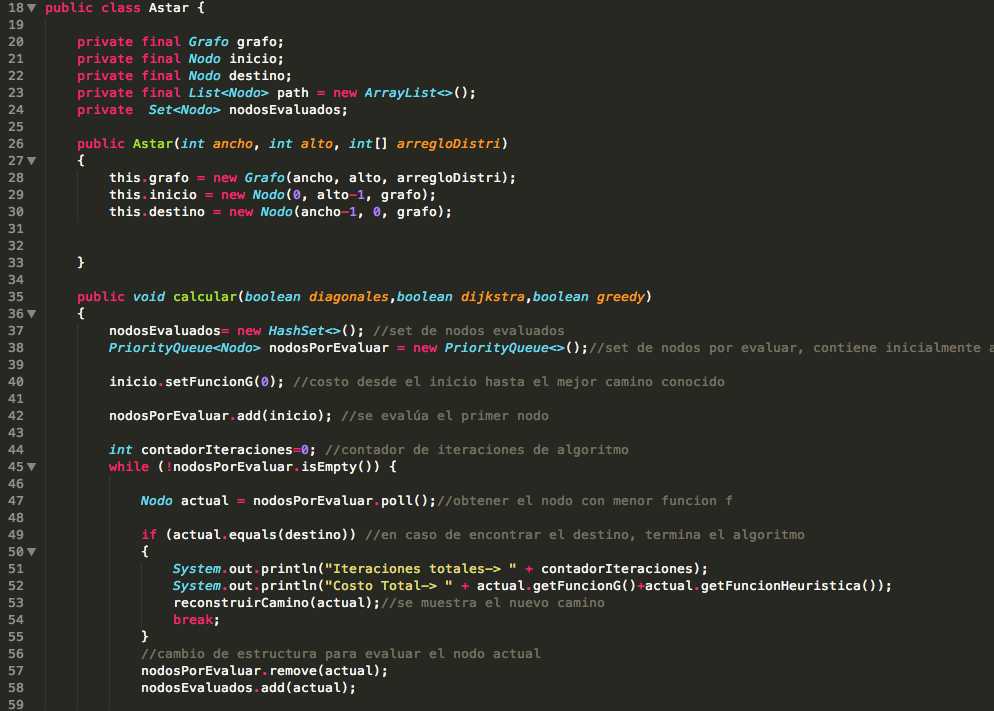 18 public class Astar {
19
20 private final Grafo grafo;
21 private final Nodo inicio;
22 private final Nodo destino;
23 private final List<Nodo> path = new ArrayList<>();
24 private  Set<Nodo> nodosEvaluados;
25
26 public Astar(int ancho, int alto, int[] arregloDistri)
27 {
28 this.grafo = new Grafo(ancho, alto, arregloDistri);
29 this.inicio = new Nodo(0, alto-1, grafo);
30 this.destino = new Nodo(ancho-1, 0, grafo);
31
32
33 }
34
35 public void calcular(boolean diagonales,boolean dijkstra,boolean greedy)
36 {
37 nodosEvaluados= new HashSet<>(); //set de nodos evaluados
38 PriorityQueue<Nodo> nodosPorEvaluar = new PriorityQueue<>();//set de nodos por evaluar, contiene inicialmente a
39
40 inicio.setFuncionG(0); //costo desde el inicio hasta el mejor camino conocido
41
42 nodosPorEvaluar.add(inicio); //se evalúa el primer nodo
43
44 int contadorIteraciones=0; //contador de iteraciones de algoritmo
45 while (!nodosPorEvaluar.isEmpty()) {
46
47 Nodo actual = nodosPorEvaluar.poll();//obtener el nodo con menor funcion f
48
49 if (actual.equals(destino)) //en caso de encontrar el destino, termina el algoritmo
50 {
51 System.out.println("Iteraciones totales—> " + contadorIteraciones);
52 System.out.println("Costo Total—> " + actual.getFuncionG()+actual.getFuncionHeuristica());
53 reconstruirCamino(actual);//se muestra el nuevo camino
54 break;
55 }
56 //cambio de estructura para evaluar el nodo actual
57 nodosPorEvaluar.remove(actual);
58 nodosEvaluados.add(actual);
59